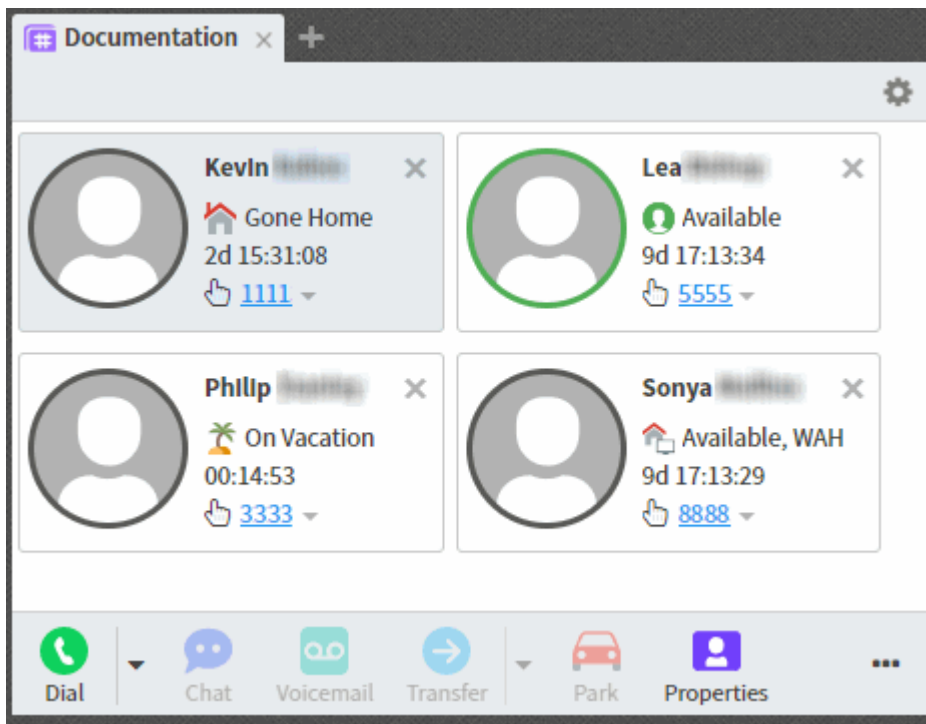 Documentation
Kevin
Gone Home
2d 15:31:08
1111
Lea
Available
9d 17:13:34
5555
Philip
On Vacation
00:14:53
3333
Sonya
Available, WAH
9d 17:13:29
8888
Dial
Chat
Voicemail
Transfer
Park
Properties